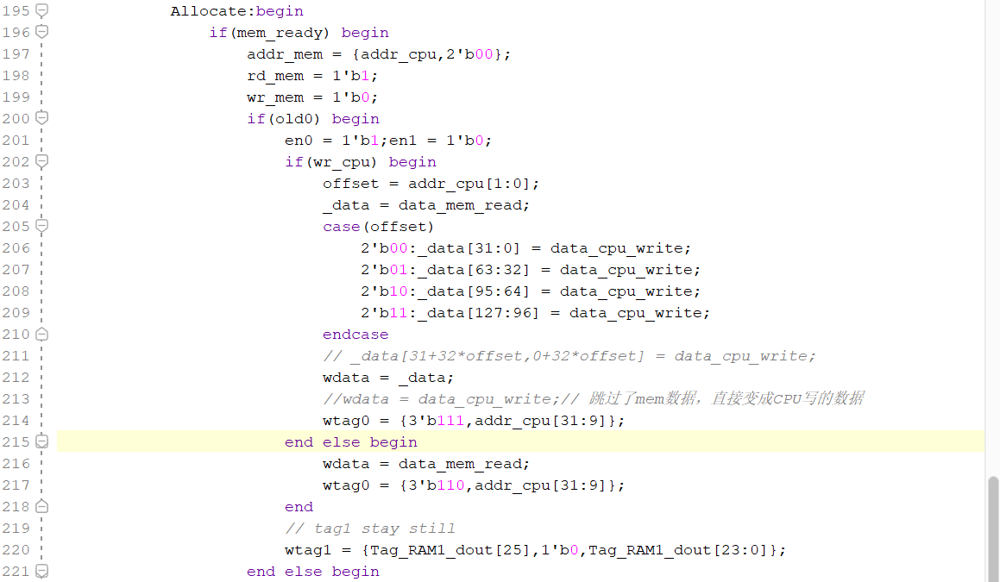 195 Allocate:begin
196 if(mem_ready) begin
197 addr_mem = {addr_cpu,2'b00};
198 rd_mem = 1'b1;
199 wr_mem = 1'b0;
200 if(old0) begin
201 en0 = 1'b1;en1 = 1'b0;
202 if(wr_cpu) begin
203 offset = addr_cpu[1:0];
204 _data = data_mem_read;
205 case(offset)
206 2'b00:_data[31:0] = data_cpu_write;
207 2'b01:_data[63:32] = data_cpu_write;
208 2'b10:_data[95:64] = data_cpu_write;
209 2'b11:_data[127:96] = data_cpu_write;
210 endcase
211 // _data[31+32*offset,0+32*offset] = data_cpu_write;
212 wdata = _data;
213 //wdata = data_cpu_write;// 跳过了mem数据，直接变成CPU写的数据
214 wtag0 = {3'b111,addr_cpu[31:9]};
215 end else begin
216 wdata = data_mem_read;
217 wtag0 = {3'b110,addr_cpu[31:9]};
218 end
219 // tag1 stay still
220 wtag1 = {Tag_RAM1_dout[25],1'b0,Tag_RAM1_dout[23:0]};
221 end else begin